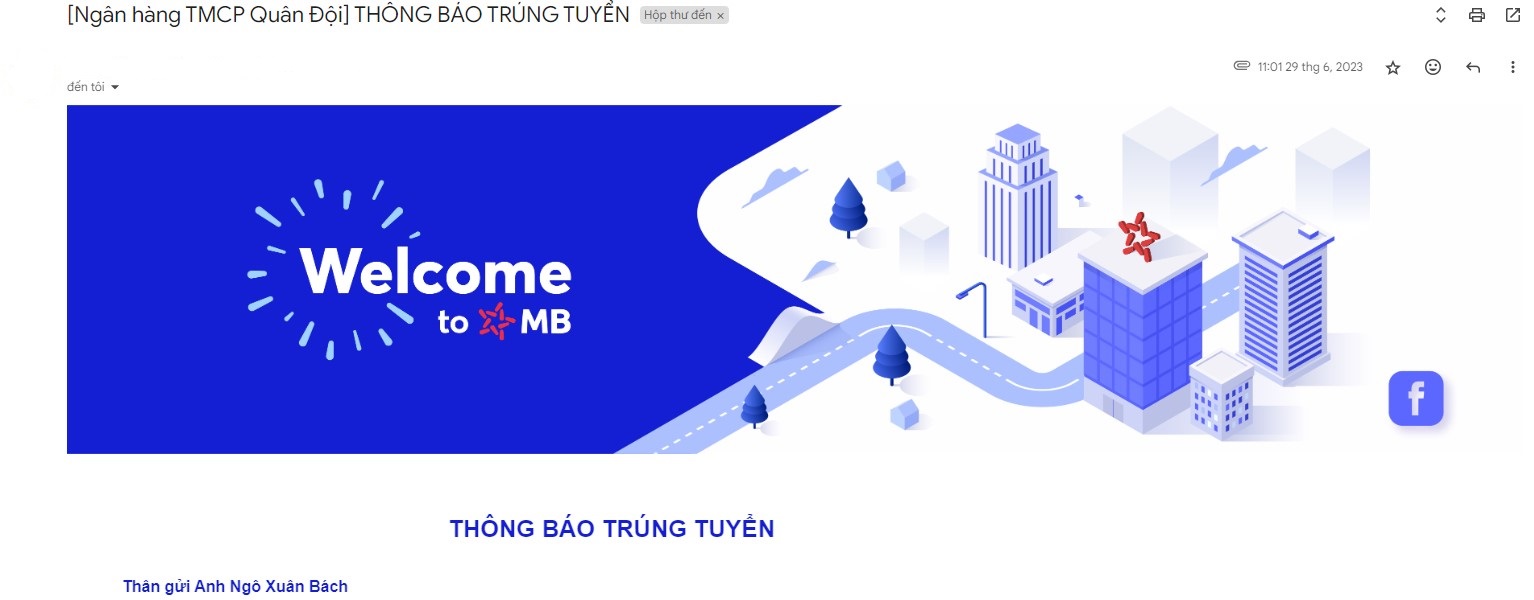 [Ngân hàng TMCP Quân Đội] THÔNG BÁO TRÚNG TUYỂN Hộp thư đến ×
11:01 29 thg 6, 2023
đến tôi
Welcome
to MB
f
THÔNG BÁO TRÚNG TUYỂN
Thân gửi Anh Ngô Xuân Bách